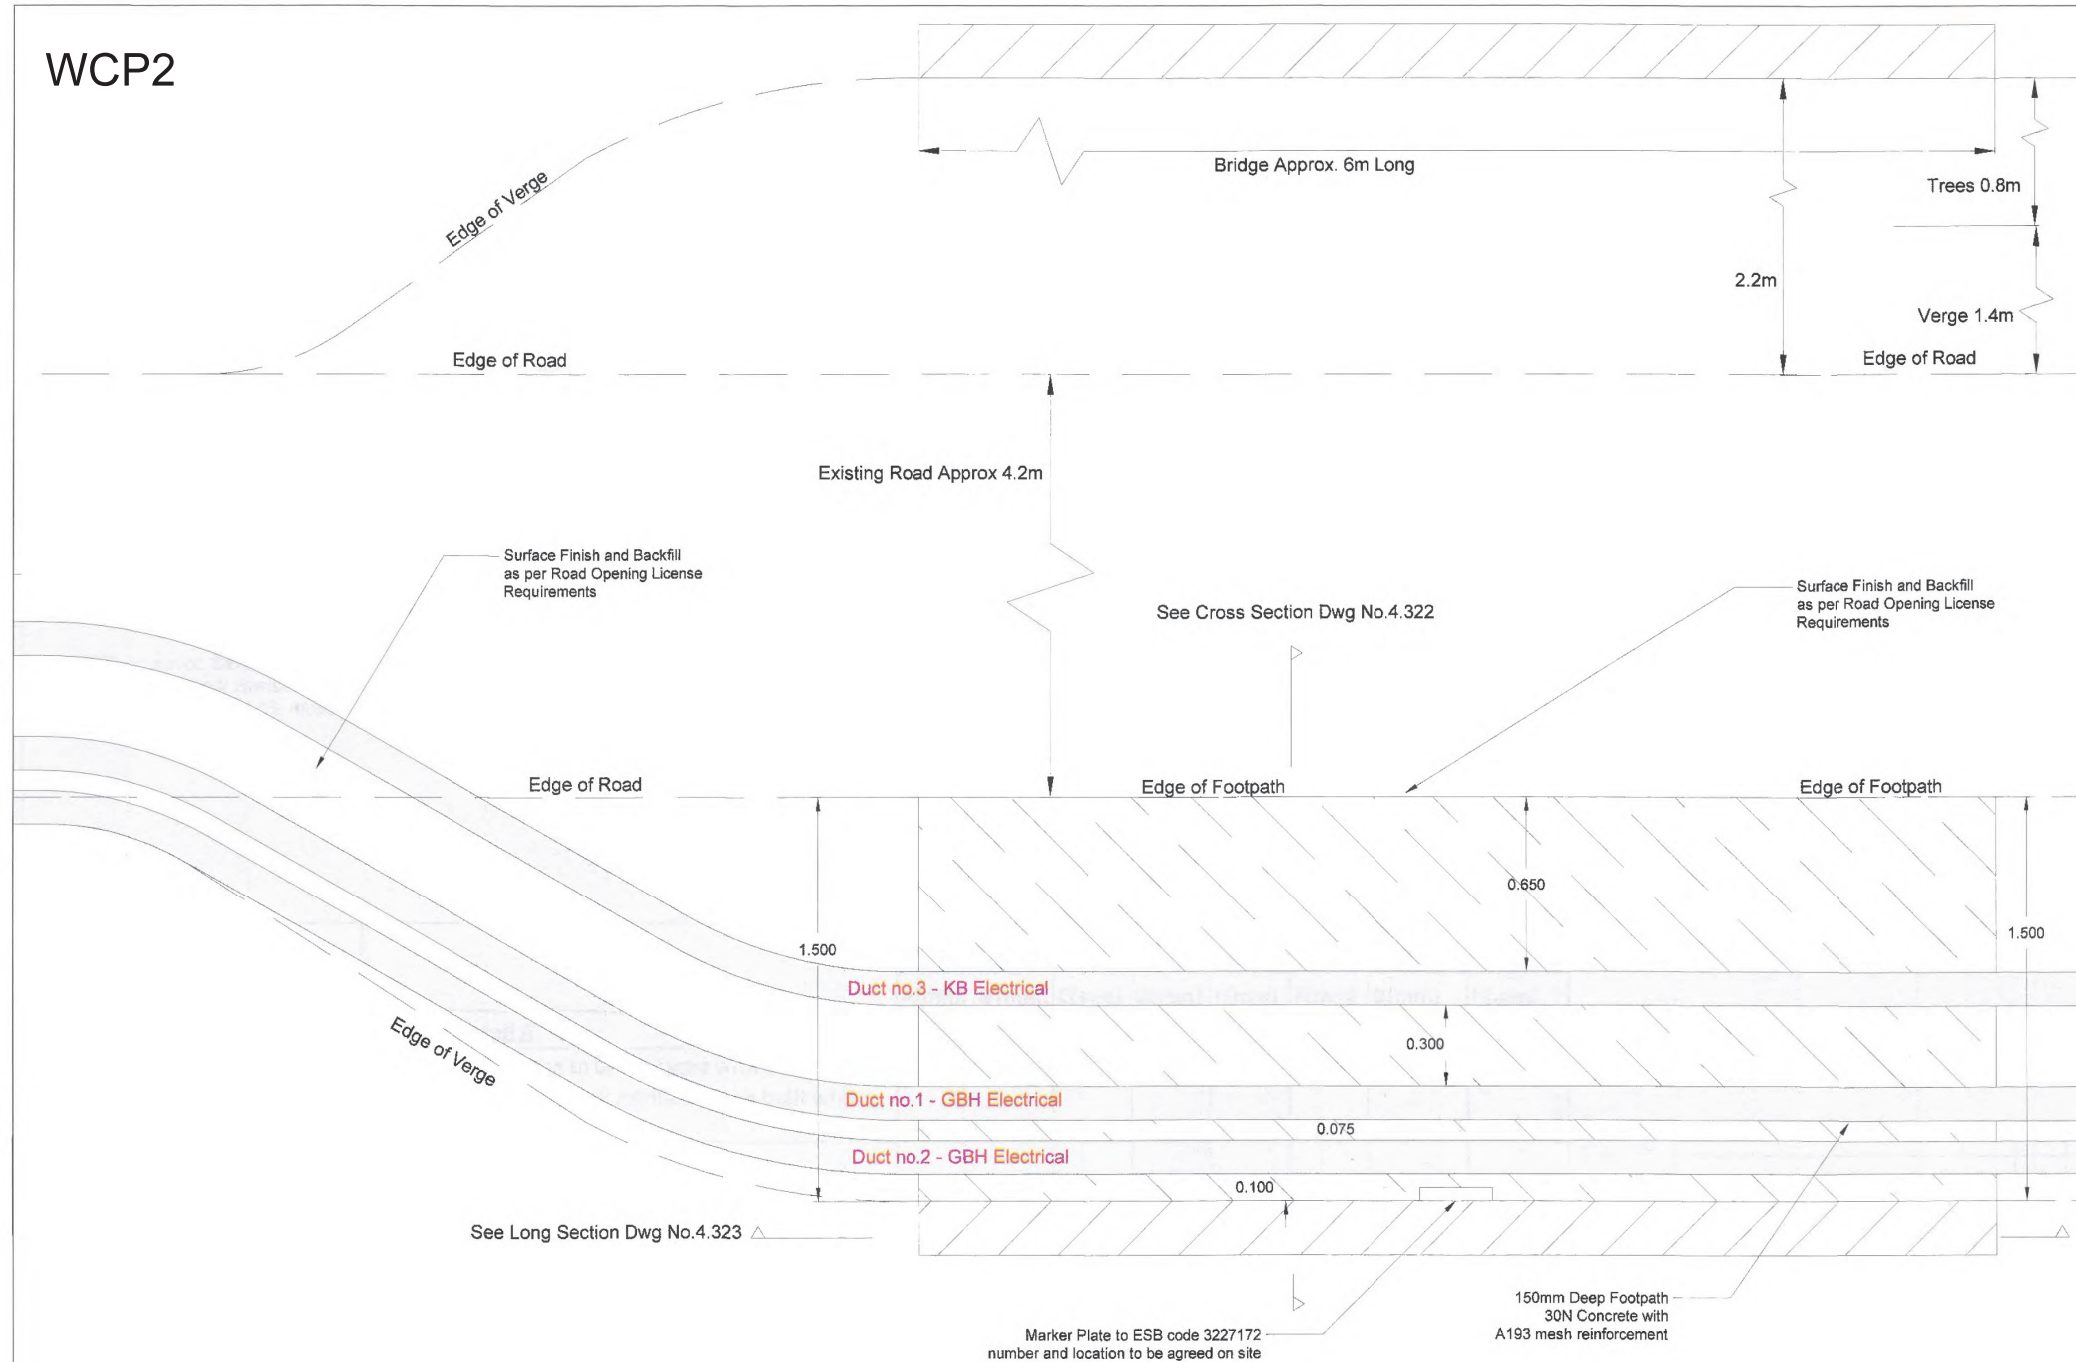 WCP2
Bridge Approx. 6m Long
Trees 0.8m
Edge of Verge
2.2m
Verge 1.4m
Edge of Road
Edge of Road
Existing Road Approx 4.2m
Surface Finish and Backfill
as per Road Opening License
Requirements
See Cross Section Dwg No.4.322
Surface Finish and Backfill
as per Road Opening License
Requirements
Edge of Road
Edge of Footpath
Edge of Footpath
0.650
1.500
1.500
Duct no.3 - KB Electrical
Edge of Verge
0.300
Duct no.1 - GBH Electrical
0.075
Duct no.2 - GBH Electrical
0.100
See Long Section Dwg No.4.323
150mm Deep Footpath
30N Concrete with
A193 mesh reinforcement
Marker Plate to ESB code 3227172
number and location to be agreed on site